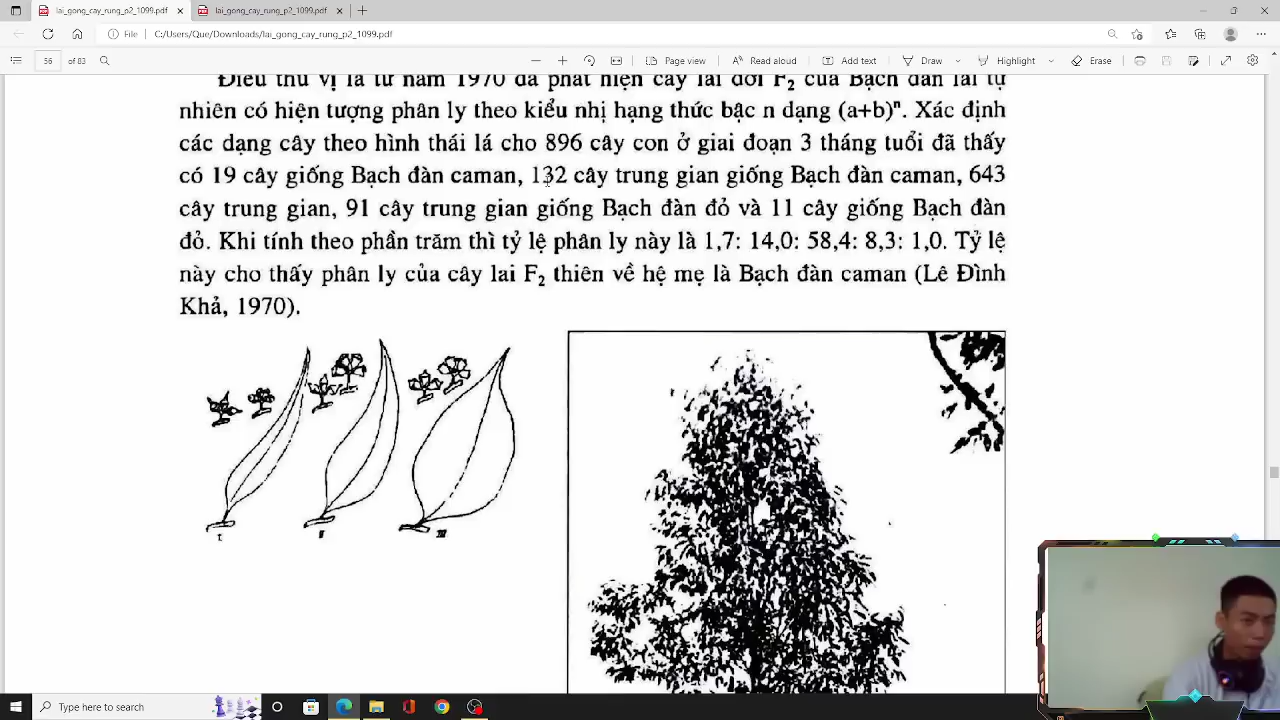 lai_gong_cay_rung_p2_1099.pdf
lai_gong_cay_rung_p2_1099.pdf
File
C:/Users/Que/Downloads/lai_gong_cay_rung_p2_1099.pdf
56 of 83
Page view
Read aloud
Add text
Draw
Highlight
Erase
Điều thú vị là từ năm 1970 đã phát hiện cây lai đời F₂ của Bạch đàn lai tự
nhiên có hiện tượng phân ly theo kiểu nhị hạng thức bậc n dạng (a+b)ⁿ. Xác định
các dạng cây theo hình thái lá cho 896 cây con ở giai đoạn 3 tháng tuổi đã thấy
có 19 cây giống Bạch đàn caman, 132 cây trung gian giống Bạch đàn caman, 643
cây trung gian, 91 cây trung gian giống Bạch đàn đỏ và 11 cây giống Bạch đàn
đỏ. Khi tính theo phần trăm thì tỷ lệ phân ly này là 1,7: 14,0: 58,4: 8,3: 1,0. Tỷ lệ
này cho thấy phân ly của cây lai F₂ thiên về hệ mẹ là Bạch đàn caman (Lê Đình
Khả, 1970).
I II III
Type here to search